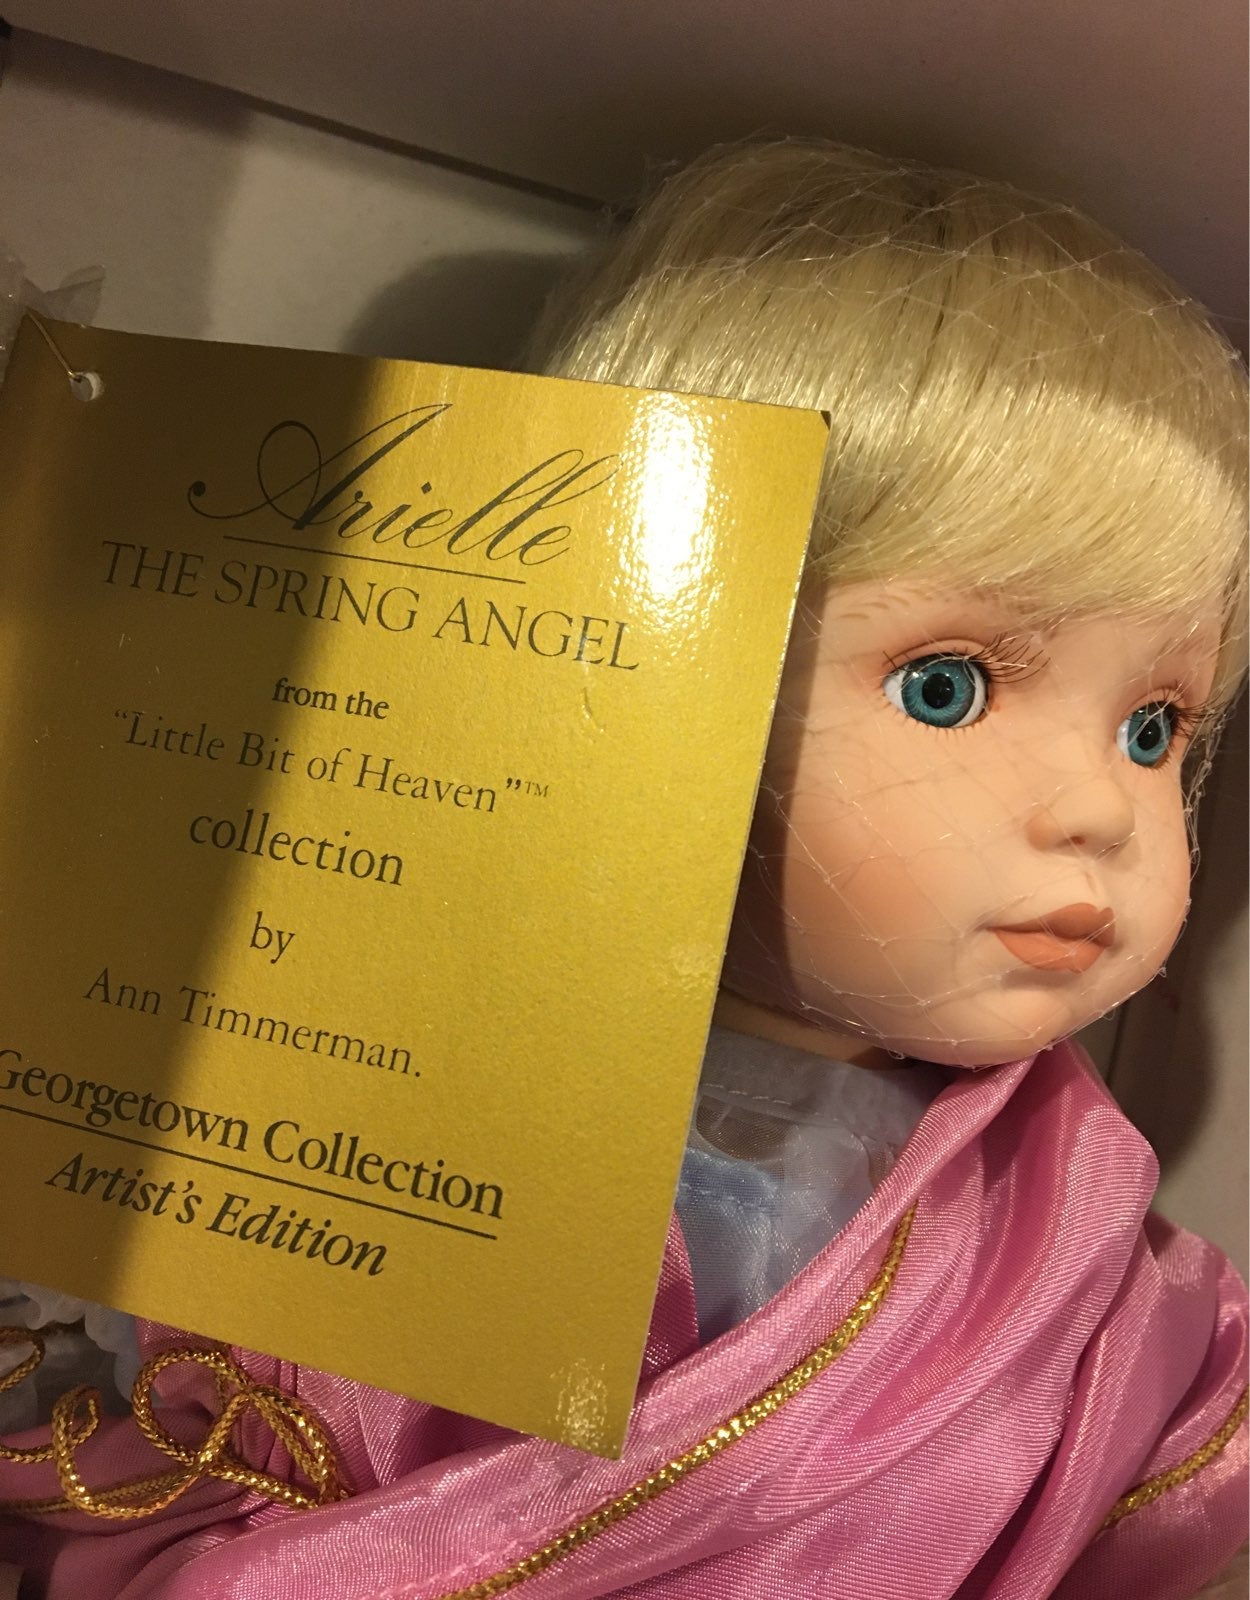 Arielle
THE SPRING ANGEL
from the
“Little Bit of Heaven”™
collection
by
Ann Timmerman.
Georgetown Collection
Artist's Edition